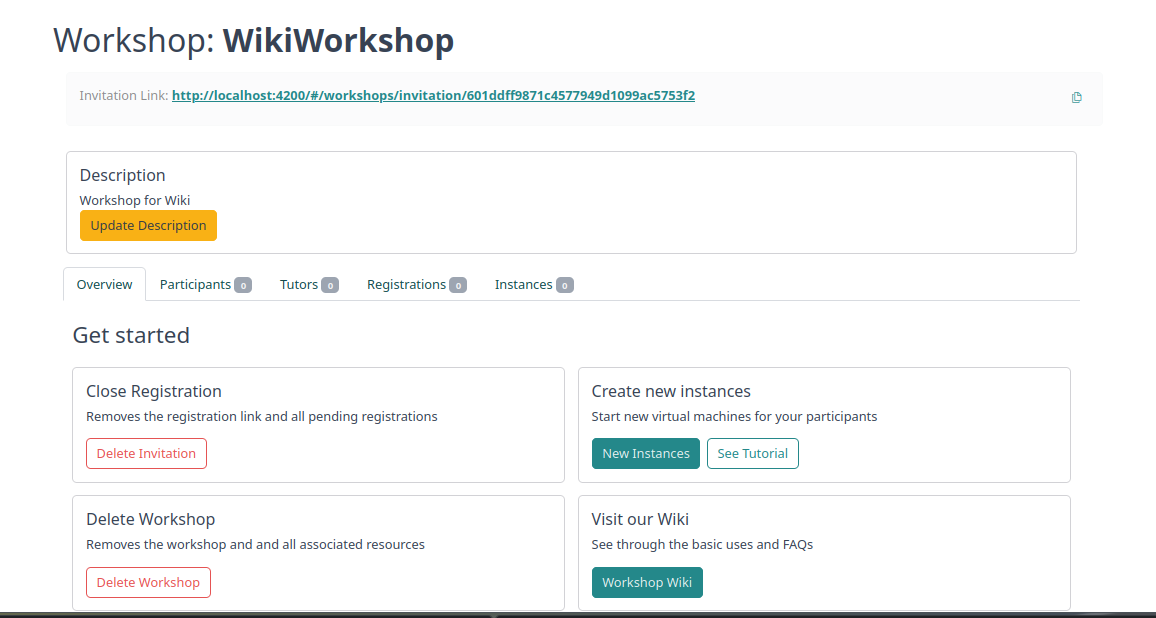 Workshop: WikiWorkshop
Invitation Link: http://localhost:4200/#/workshops/invitation/601ddff9871c4577949d1099ac5753f2
Description
Workshop for Wiki
Update Description
Overview Participants 0 Tutors 0 Registrations 0 Instances 0
Get started
Close Registration
Removes the registration link and all pending registrations
Delete Invitation
Create new instances
Start new virtual machines for your participants
New Instances See Tutorial
Delete Workshop
Removes the workshop and and all associated resources
Delete Workshop
Visit our Wiki
See through the basic uses and FAQs
Workshop Wiki